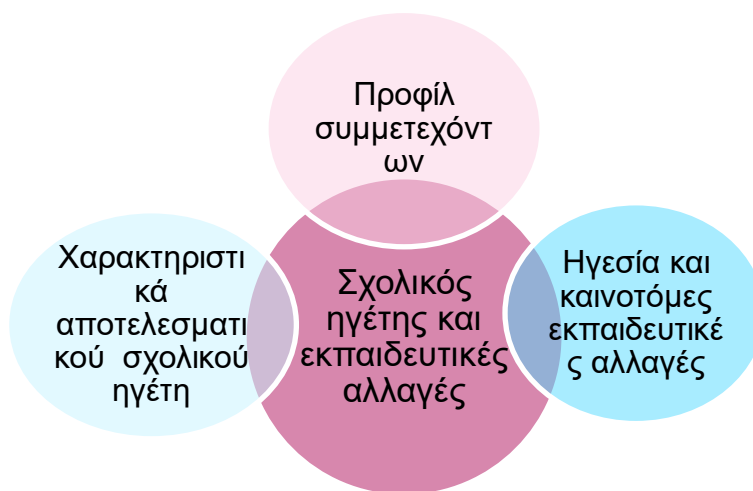 Προφίλ
συμμετεχόντ
ων
Χαρακτηριστι
κά
αποτελεσματι
κού σχολικού
ηγέτη
Σχολικός
ηγέτης και
εκπαιδευτικές
αλλαγές
Ηγεσία και
καινοτόμες
εκπαιδευτικέ
ς αλλαγές